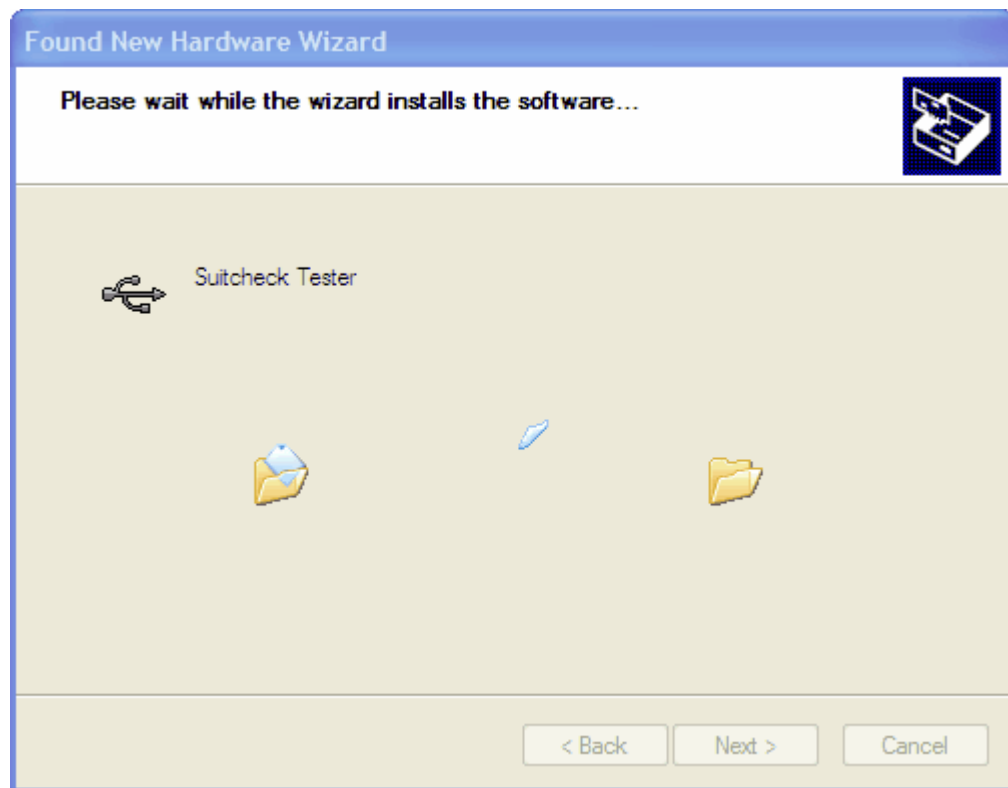 Found New Hardware Wizard
Please wait while the wizard installs the software...
Suitcheck Tester
< Back
Next >
Cancel